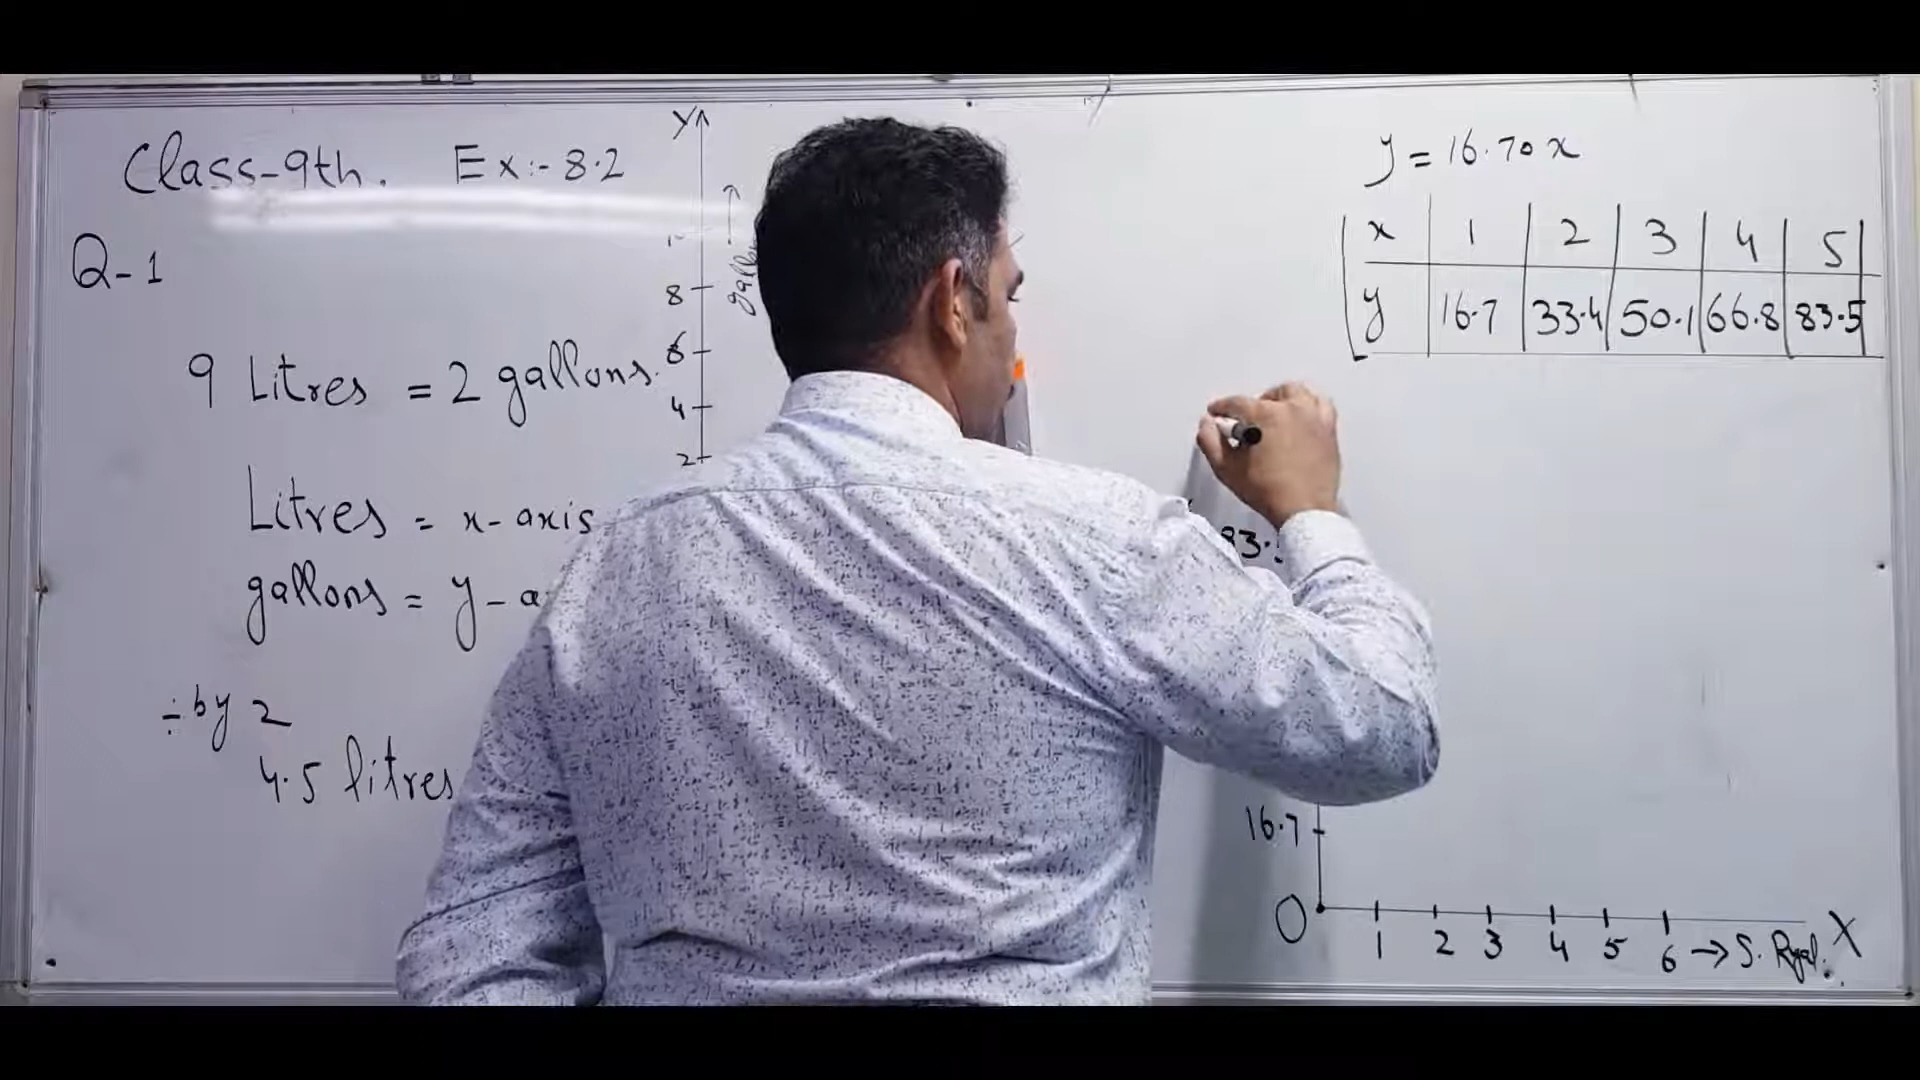 Class-9th. Ex:- 8.2
Q-1
9 Litres = 2 gallons.
Litres = x-axis
gallons = y-a
÷ by 2
4.5 litres
Y
8
6
4
2
y = 16.70 x
x 1 2 3 4 5
y 16.7 33.4 50.1 66.8 83.5
16.7
O 1 2 3 4 5 6 → S. Ryal. X